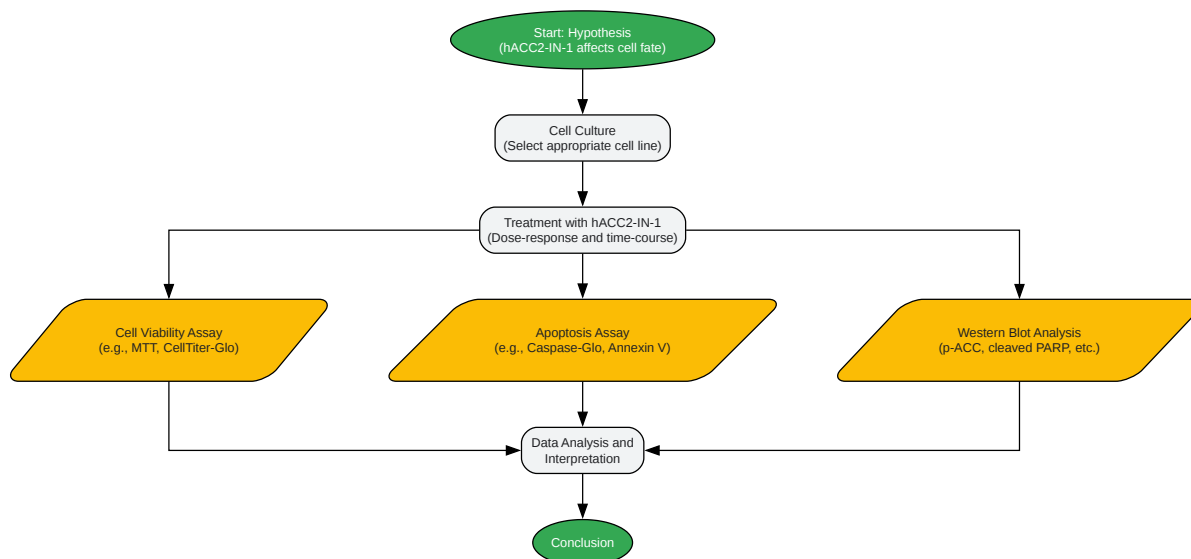 Start: Hypothesis
(hACC2-IN-1 affects cell fate)
Cell Culture
(Select appropriate cell line)
Treatment with hACC2-IN-1
(Dose-response and time-course)
Cell Viability Assay
(e.g., MTT, CellTiter-Glo)
Apoptosis Assay
(e.g., Caspase-Glo, Annexin V)
Western Blot Analysis
(p-ACC, cleaved PARP, etc.)
Data Analysis and
Interpretation
Conclusion